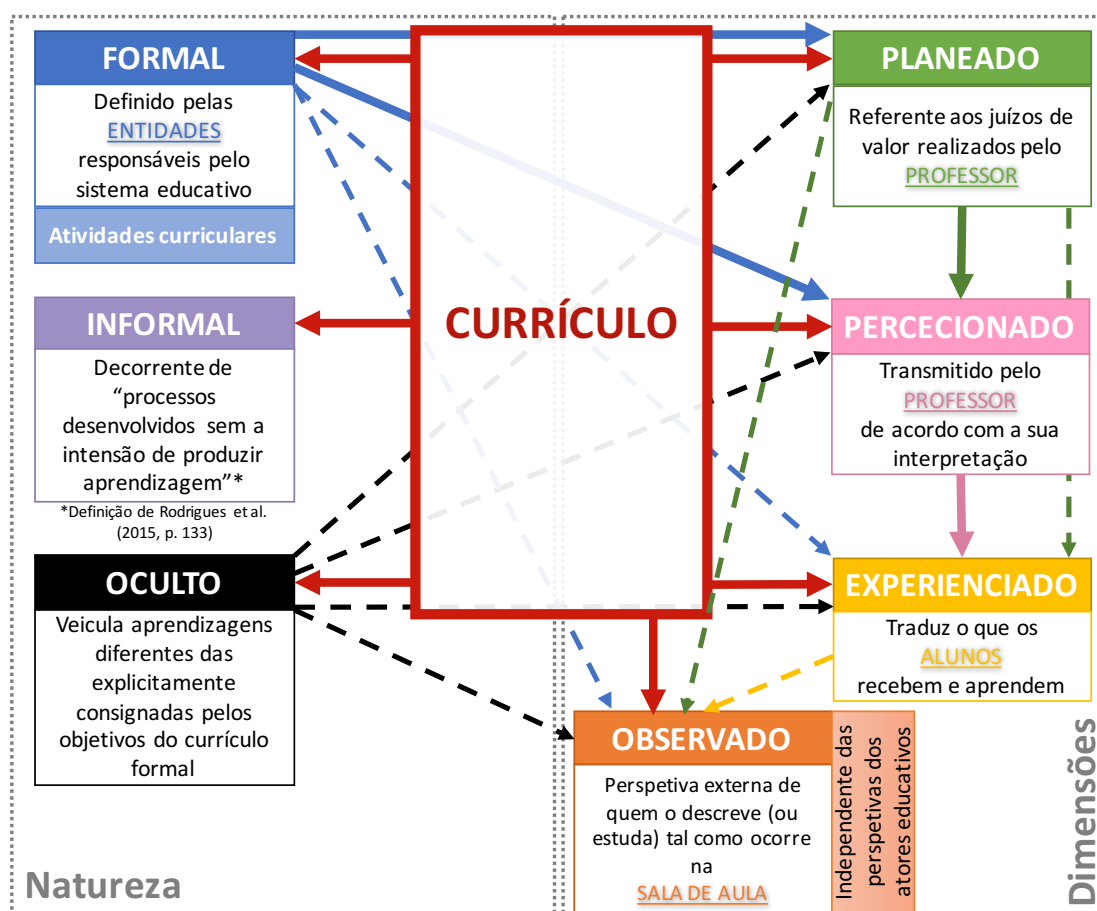 FORMAL
Definido pelas
ENTIDADES
responsáveis pelo
sistema educativo
Atividades curriculares
INFORMAL
Decorrente de
“processos
desenvolvidos sem a
intensão de produzir
aprendizagem”*
*Definição de Rodrigues et al.
(2015, p. 133)
OCULTO
Veicula aprendizagens
diferentes das
explicitamente
consignadas pelos
objetivos do currículo
formal
Natureza
CURRÍCULO
PLANEADO
Referente aos juízos de
valor realizados pelo
PROFESSOR
PERCECIONADO
Transmitido pelo
PROFESSOR
de acordo com a sua
interpretação
EXPERIENCIADO
Traduz o que os
ALUNOS
recebem e aprendem
OBSERVADO
Perspetiva externa de
quem o descreve (ou
estuda) tal como ocorre
na
SALA DE AULA
Independente das
perspetivas dos
atores educativos
Dimensões